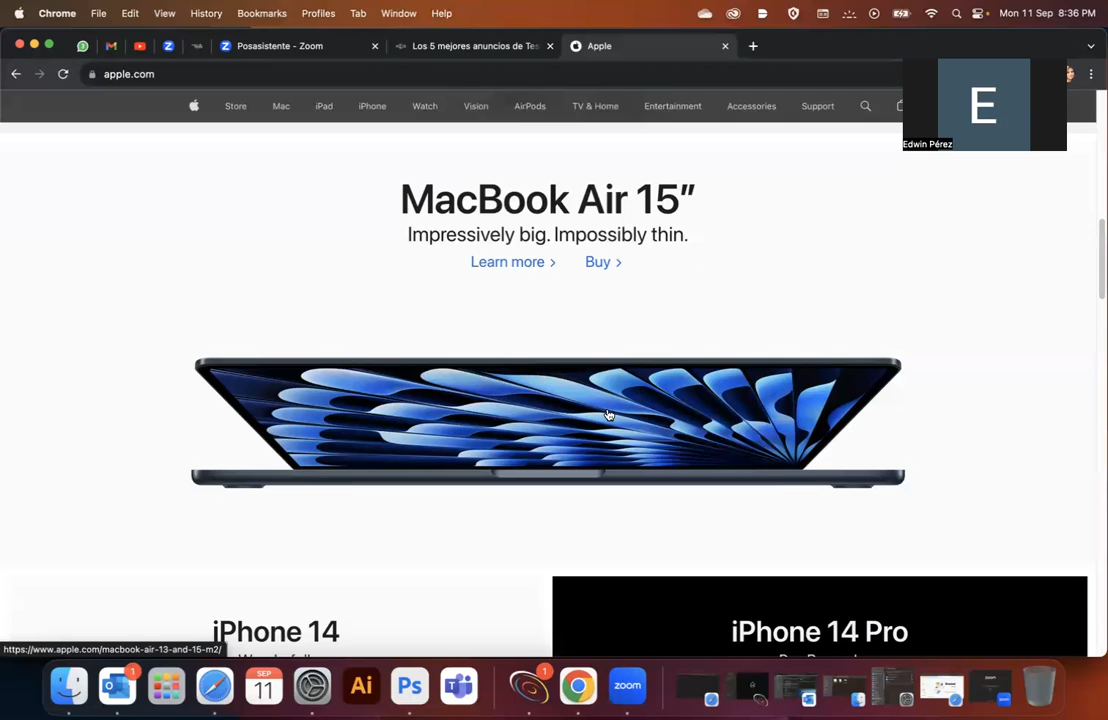 Chrome File Edit View History Bookmarks Profiles Tab Window Help Mon 11 Sep 8:36 PM
Posasistente - Zoom Los 5 mejores anuncios de Tes Apple
apple.com
Store Mac iPad iPhone Watch Vision AirPods TV & Home Entertainment Accessories Support
E
Edwin Pérez
MacBook Air 15”
Impressively big. Impossibly thin.
Learn more > Buy >
iPhone 14 iPhone 14 Pro
https://www.apple.com/macbook-air-13-and-15-m2/
1 SEP 1
11 Ai Ps zoom